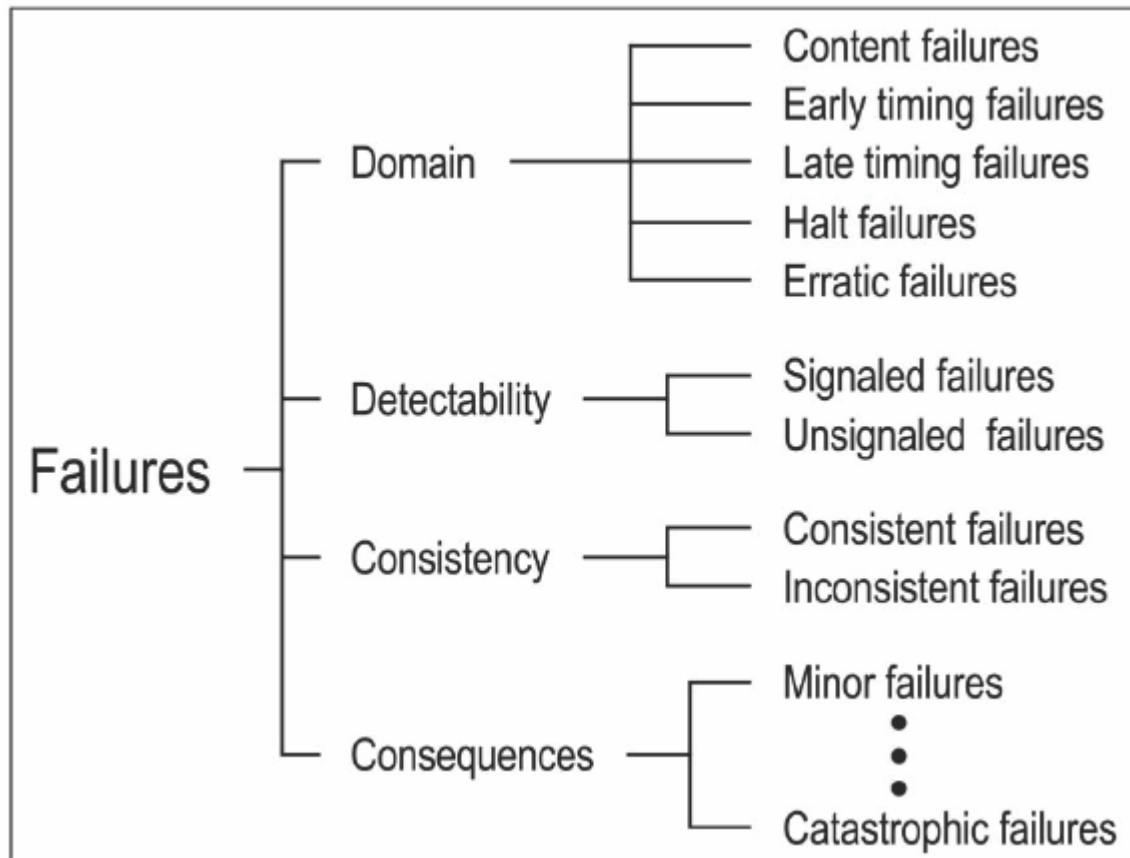 Failures
Domain
Content failures
Early timing failures
Late timing failures
Halt failures
Erratic failures
Detectability
Signaled failures
Unsignaled failures
Consistency
Consistent failures
Inconsistent failures
Consequences
Minor failures
Catastrophic failures